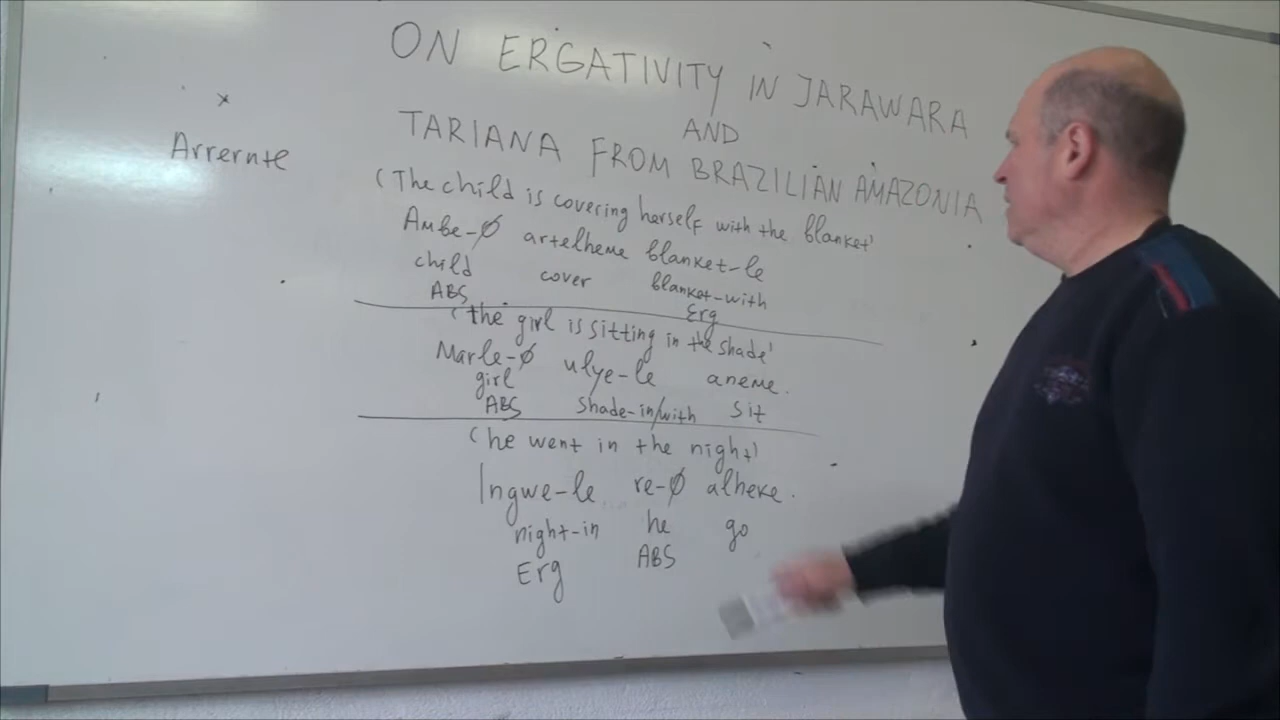 ON ERGATIVITY IN JARAWARA
AND
TARIANA FROM BRAZILIAN AMAZONIA
Arrernte
(The child is covering herself with the blanket'
Ambe-Ø artelheme blanket-le
child cover blanket-with
ABS Erg
(the girl is sitting in the shade'
Marle-Ø ulye-le aneme.
girl
ABS shade-in/with sit
(he went in the night)
Ingwe-le re-Ø alheke.
night-in he go
Erg ABS